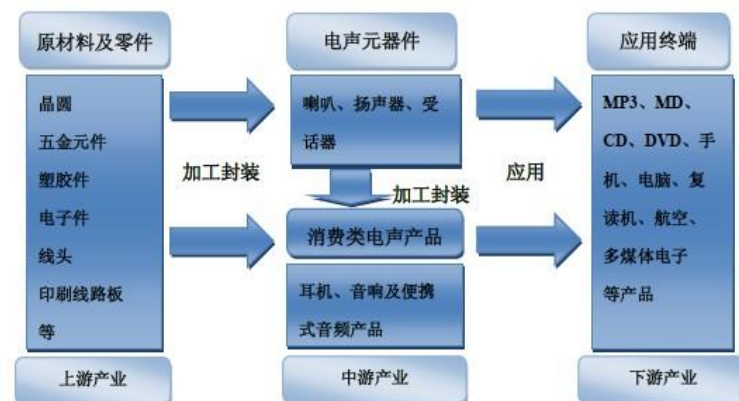 原材料及零件
晶圆
五金元件
塑胶件
电子件
线头
印刷线路板
等
上游产业
加工封装
电声元器件
喇叭、扬声器、受
话器
加工封装
消费类电声产品
耳机、音响及便携
式音频产品
中游产业
应用
应用终端
MP3、MD、
CD、DVD、手
机、电脑、复
读机、航空、
多媒体电子
等产品
下游产业